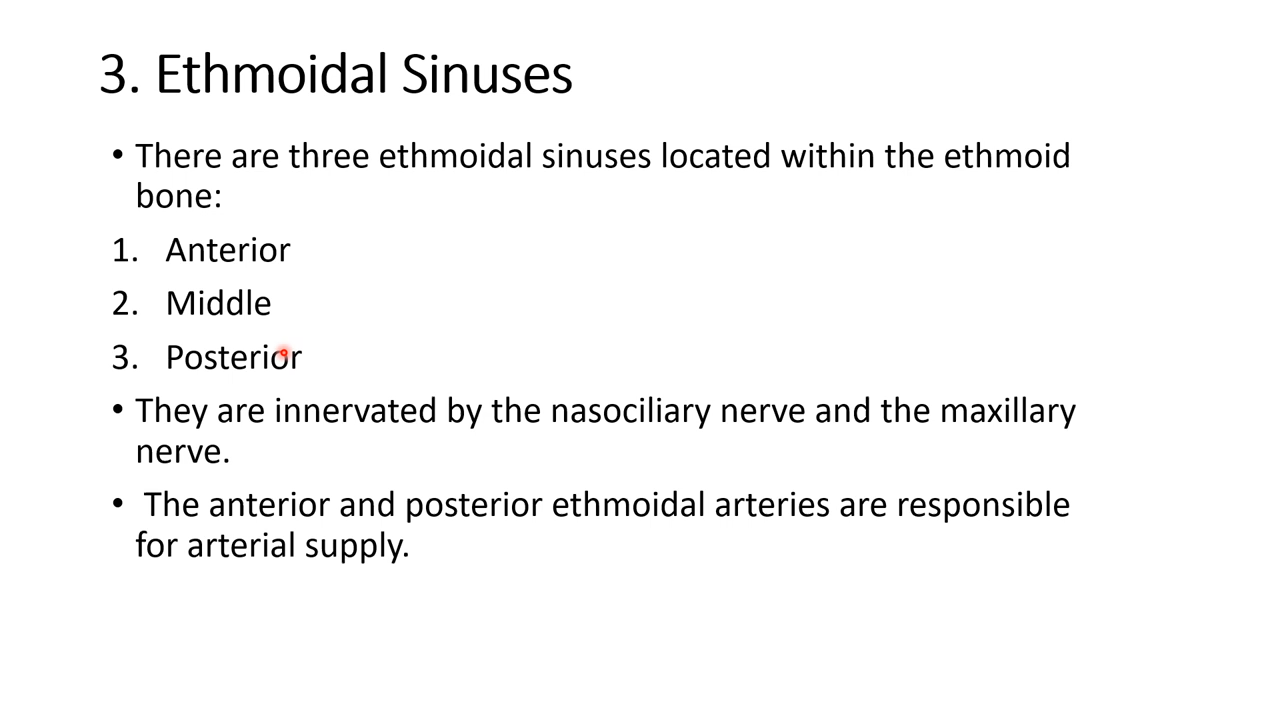 3. Ethmoidal Sinuses
• There are three ethmoidal sinuses located within the ethmoid
bone:
1. Anterior
2. Middle
3. Posterior
• They are innervated by the nasociliary nerve and the maxillary
nerve.
• The anterior and posterior ethmoidal arteries are responsible
for arterial supply.